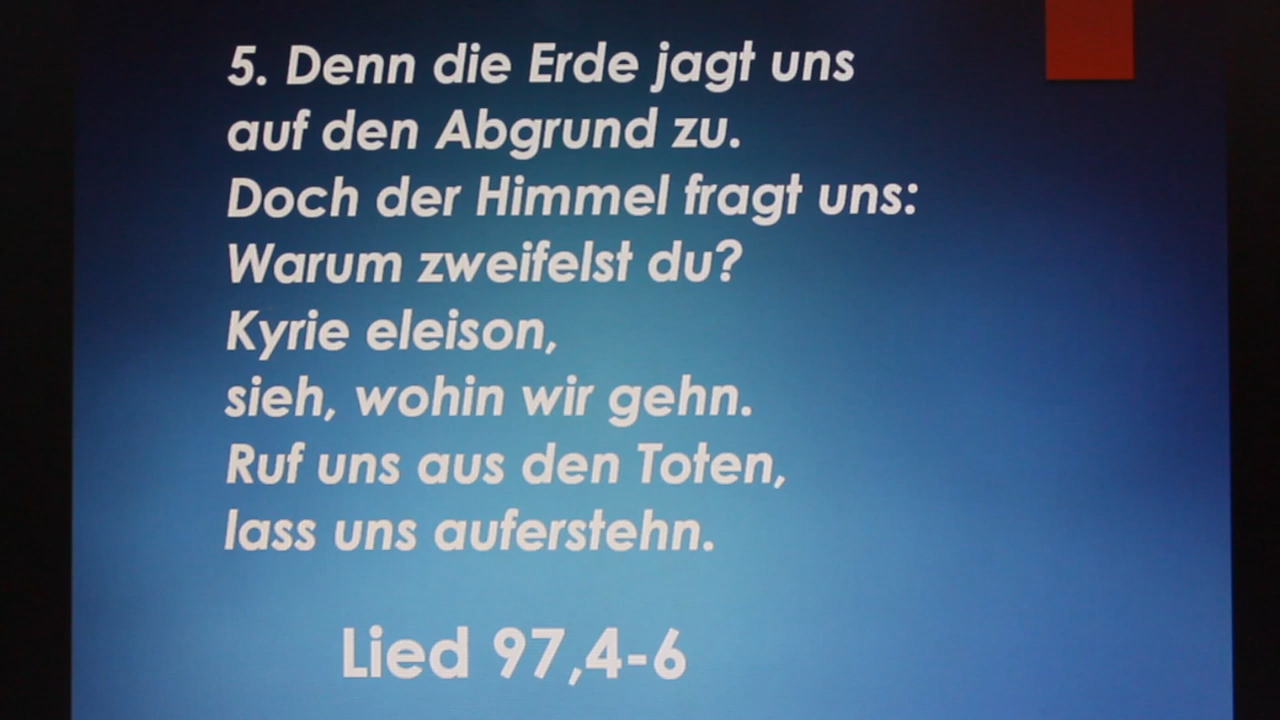 5. Denn die Erde jagt uns
auf den Abgrund zu.
Doch der Himmel fragt uns:
Warum zweifelst du?
Kyrie eleison,
sieh, wohin wir gehn.
Ruf uns aus den Toten,
lass uns auferstehn.
Lied 97,4-6